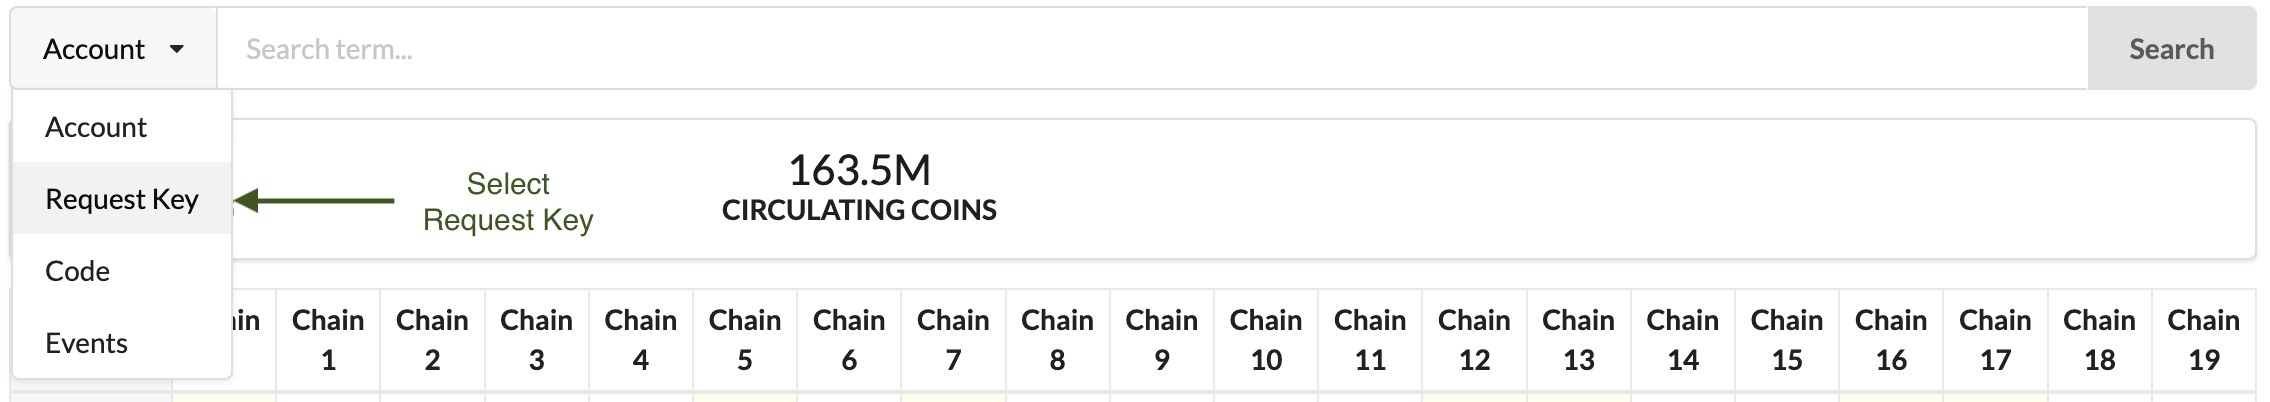 Account
Search term...
Search
Account
Request Key
Code
Events
Select
Request Key
163.5M
CIRCULATING COINS
Chain 1
Chain 2
Chain 3
Chain 4
Chain 5
Chain 6
Chain 7
Chain 8
Chain 9
Chain 10
Chain 11
Chain 12
Chain 13
Chain 14
Chain 15
Chain 16
Chain 17
Chain 18
Chain 19